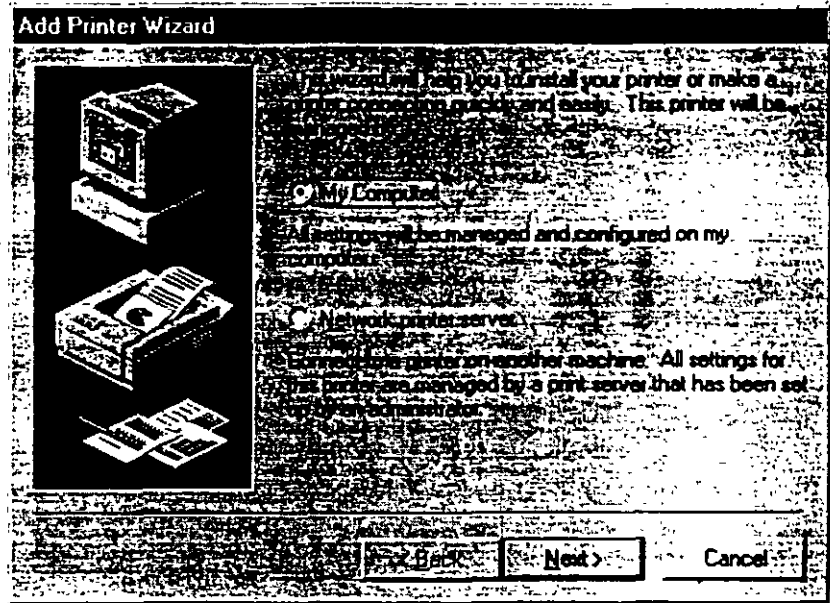 Add Printer Wizard
This wizard will help you to install your printer or make a
printer connection quickly and easily. This printer will be
managed
My Computer
All settings will be managed and configured on my
computer.
Network printer server
Connect to a printer on another machine. All settings for
this printer are managed by a print server that has been set
up by an administrator.
< Back
Next >
Cancel